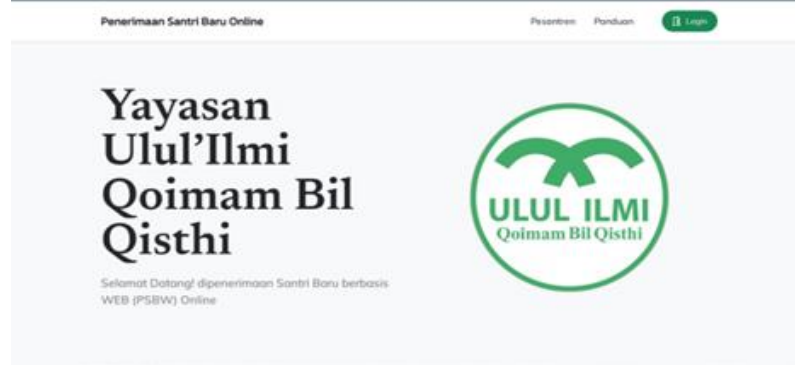 Penerimaan Santri Baru Online
Pesantren Panduan Login
Yayasan
Ulul'Ilmi
Qoimam Bil
Qisthi
ULUL ILMI
Qoimam Bil Qisthi
Selamat Datang! dipenerimaan Santri Baru berbasis
WEB (PSBW) Online